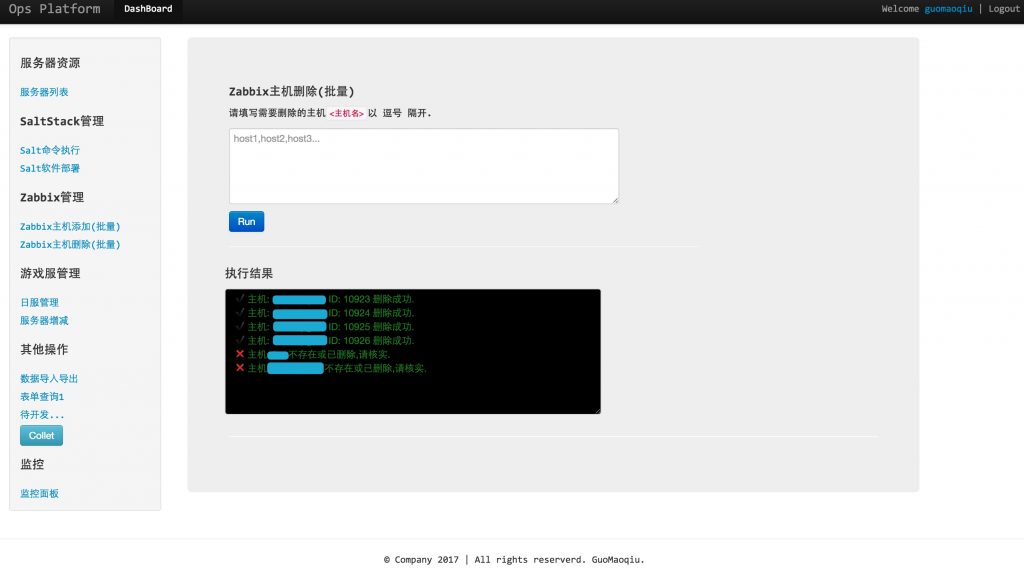 Ops Platform DashBoard Welcome guomaoqiu | Logout
服务器资源
服务器列表
SaltStack管理
Salt命令执行
Salt软件部署
Zabbix管理
Zabbix主机添加(批量)
Zabbix主机删除(批量)
游戏服管理
日服管理
服务器增减
其他操作
数据导入导出
表单查询1
待开发...
Collet
监控
监控面板
Zabbix主机删除(批量)
请填写需要删除的主机 <主机名> 以 逗号 隔开.
host1,host2,host3...
Run
执行结果
✓ 主机: ID: 10923 删除成功.
✓ 主机: ID: 10924 删除成功.
✓ 主机: ID: 10925 删除成功.
✓ 主机: ID: 10926 删除成功.
❌ 主机 不存在或已删除,请核实.
❌ 主机 不存在或已删除,请核实.
© Company 2017 | All rights reserverd. GuoMaoqiu.